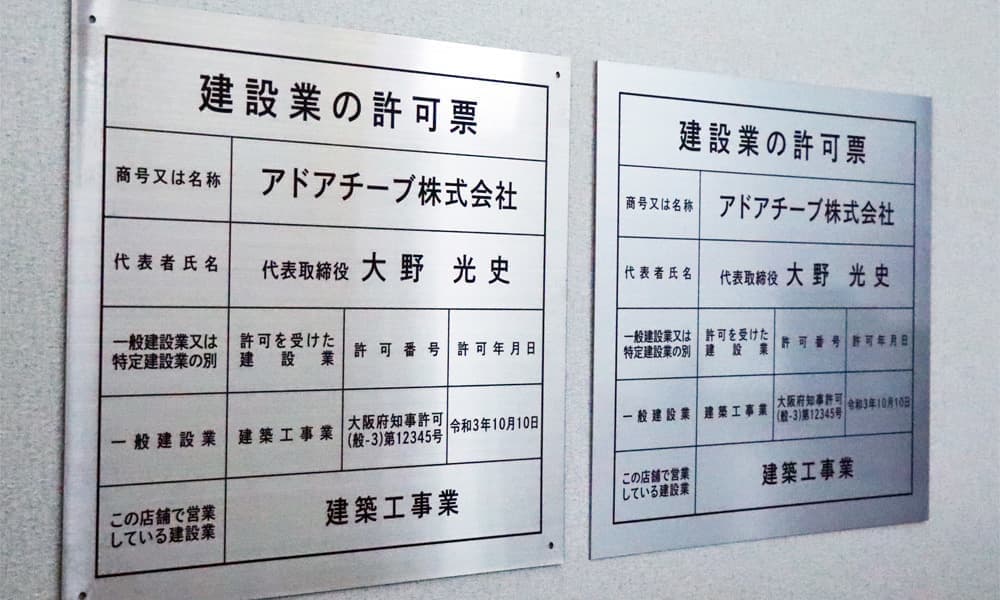 建設業の許可票
商号又は名称
アドアチーブ株式会社
代表者氏名
代表取締役 大野 光史
一般建設業又は
特定建設業の別
許可を受けた
建設業
許可番号
許可年月日
一般建設業
建築工事業
大阪府知事許可
(般-3)第12345号
令和3年10月10日
この店舗で営業
している建設業
建築工事業
建設業の許可票
商号又は名称
アドアチーブ株式会社
代表者氏名
代表取締役 大野 光史
一般建設業又は
特定建設業の別
許可を受けた
建設業
許可番号
許可年月日
一般建設業
建築工事業
大阪府知事許可
(般-3)第12345号
令和3年10月10日
この店舗で営業
している建設業
建築工事業